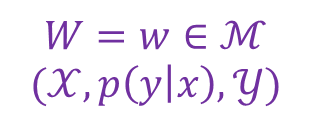 𝑊 = 𝑤 ∈ ℳ
(𝒳, 𝑝(𝑦|𝑥), 𝒴)